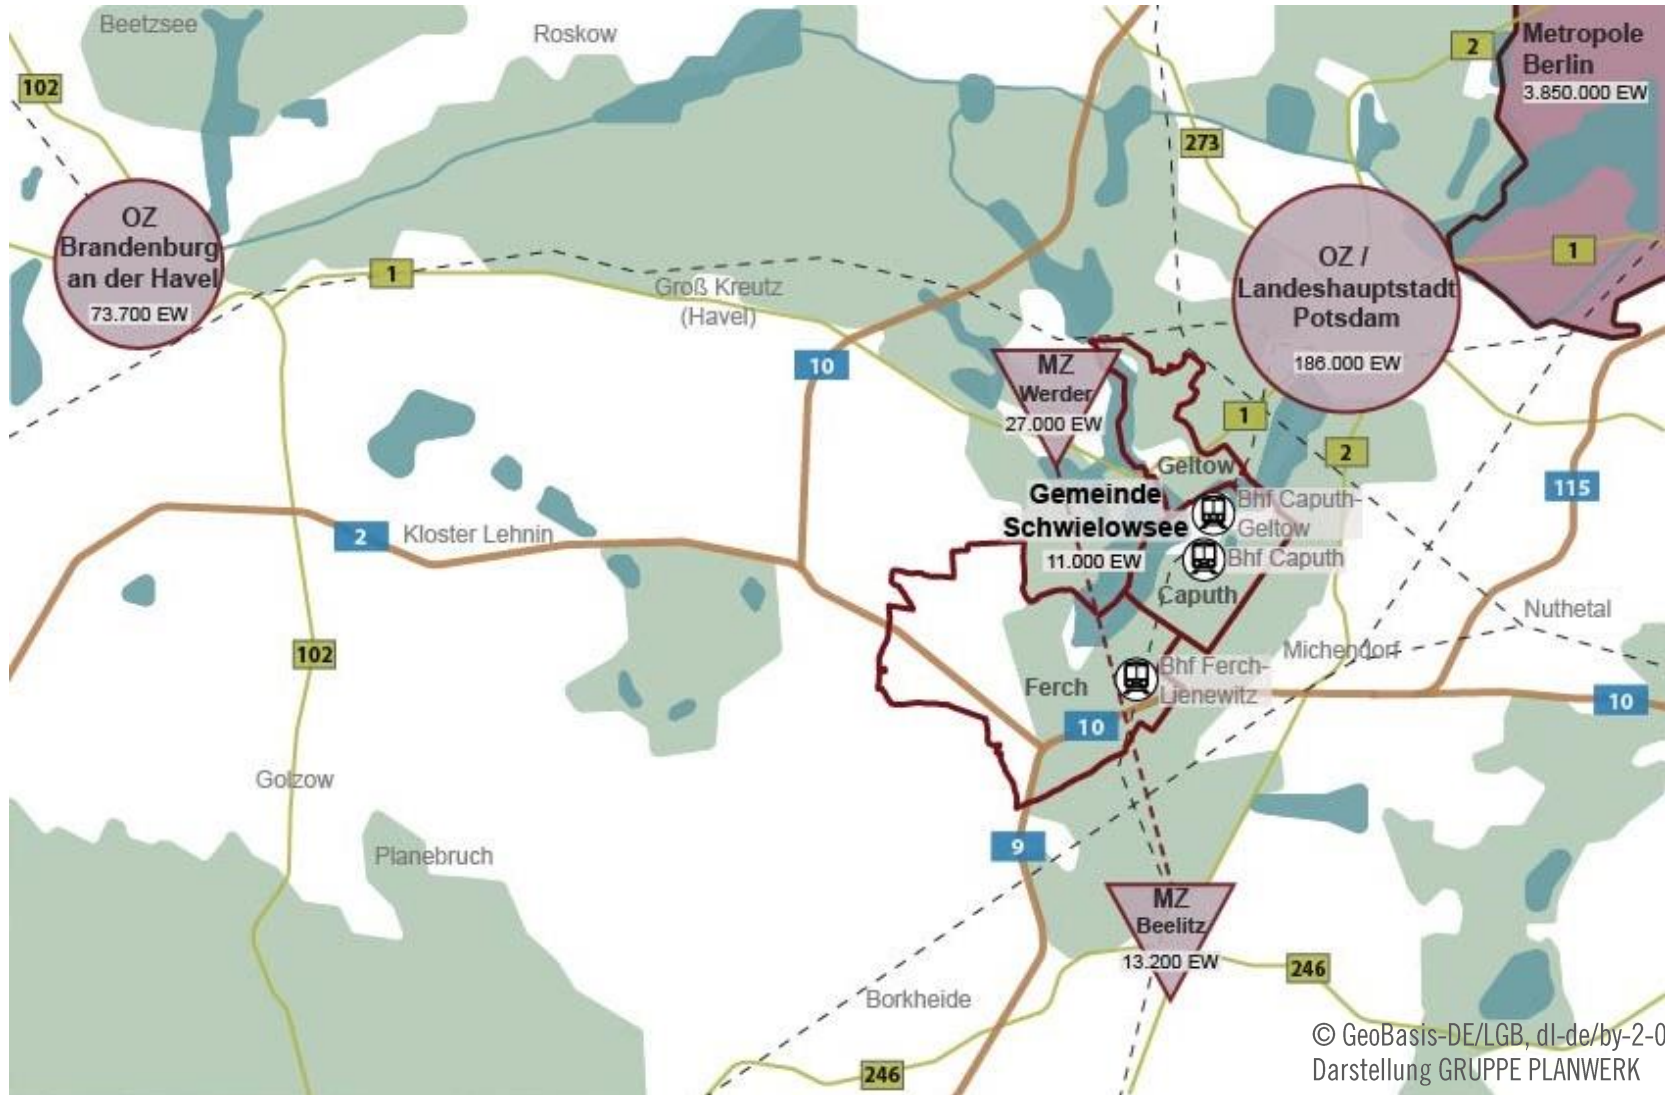 Beetzsee
Roskow
2
Metropole
Berlin
3.850.000 EW
102
273
OZ
Brandenburg
an der Havel
73.700 EW
1
Groß Kreutz
(Havel)
OZ /
Landeshauptstadt
Potsdam
186.000 EW
1
10
MZ
Werder
27.000 EW
1
2
Geltow
115
Gemeinde
Schwielowsee
11.000 EW
Bhf Caputh-
Geltow
Bhf Caputh
Caputh
2
Kloster Lehnin
Nuthetal
Michendorf
102
Ferch
Bhf Ferch-
Lienewitz
10
10
Golzow
Planebruch
9
MZ
Beelitz
13.200 EW
246
Borkheide
246
© GeoBasis-DE/LGB, dl-de/by-2-0
Darstellung GRUPPE PLANWERK